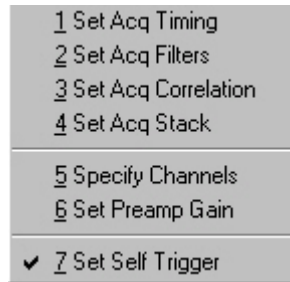 1 Set Acq Timing
2 Set Acq Filters
3 Set Acq Correlation
4 Set Acq Stack
5 Specify Channels
6 Set Preamp Gain
7 Set Self Trigger